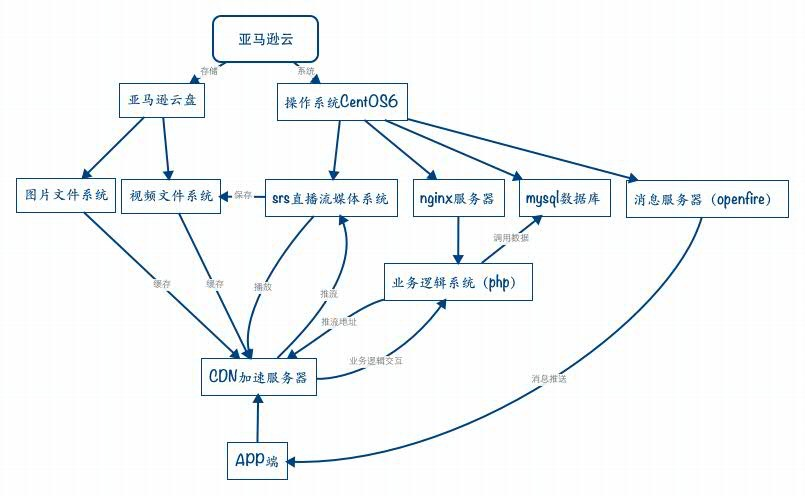 亚马逊云
存储
系统
亚马逊云盘
操作系统CentOS6
图片文件系统
视频文件系统
保存
srs直播流媒体系统
nginx服务器
mysql数据库
消息服务器（openfire）
调用数据
缓存
缓存
播放
推流
业务逻辑系统（php）
推流地址
业务逻辑交互
CDN加速服务器
消息推送
APP端